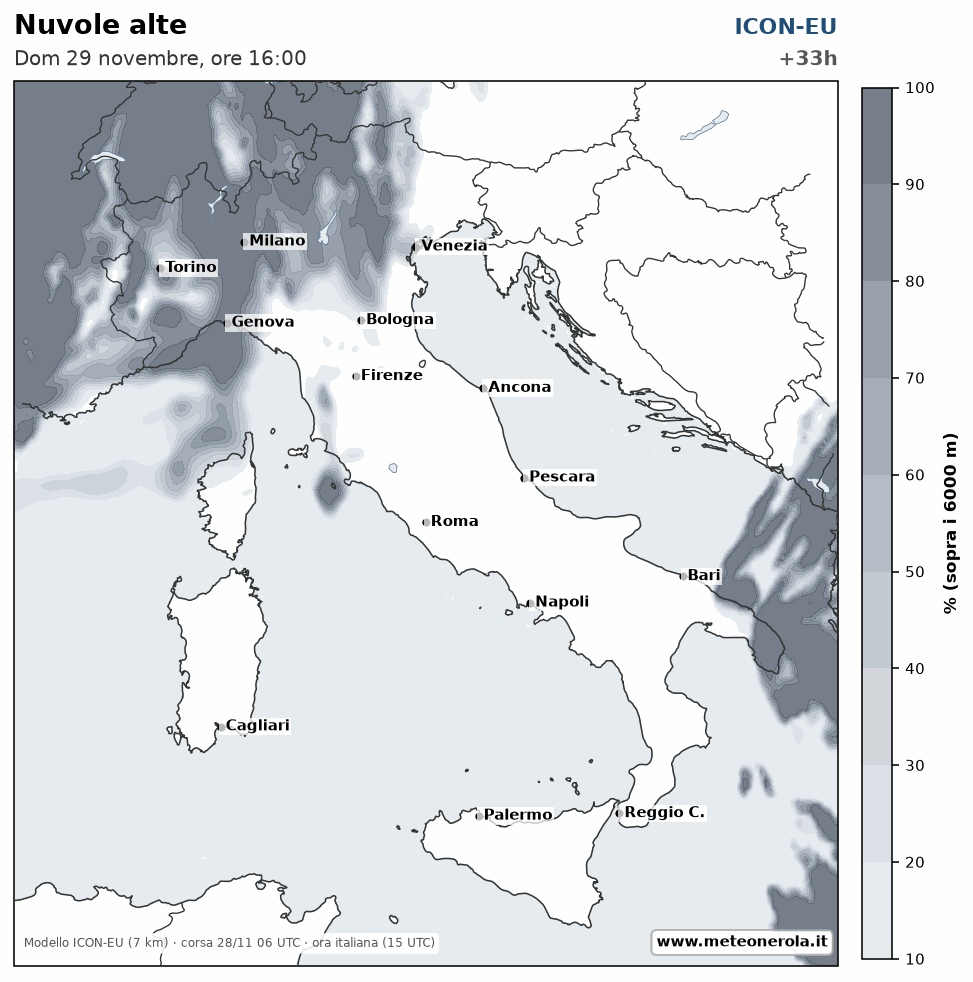 Nuvole alte
ICON-EU
Dom 29 novembre, ore 16:00
+33h
Milano
Venezia
Torino
Genova
Bologna
Firenze
Ancona
Pescara
Roma
Bari
Napoli
Cagliari
Palermo
Reggio C.
100
90
80
70
60
50
40
30
20
10
% (sopra i 6000 m)
Modello ICON-EU (7 km) · corsa 28/11 06 UTC · ora italiana (15 UTC)
www.meteonerola.it